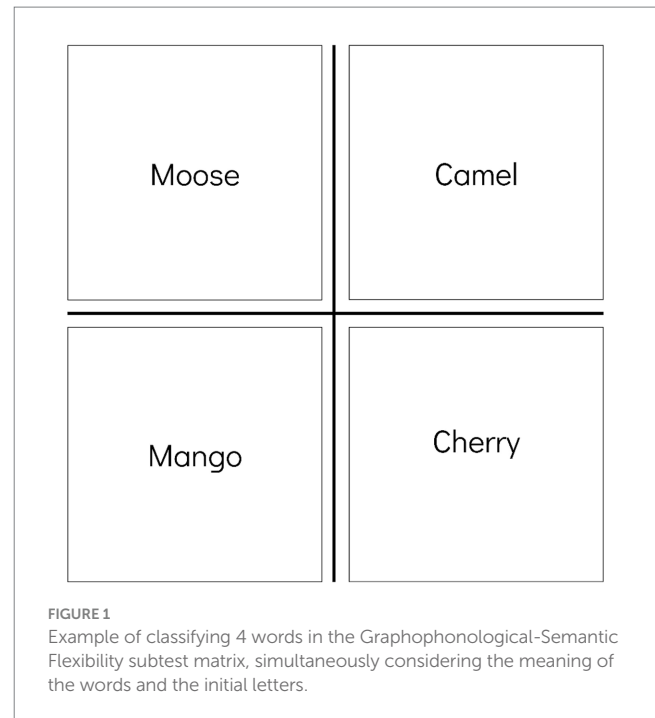 Moose
Camel
Mango
Cherry
FIGURE 1
Example of classifying 4 words in the Graphophonological-Semantic
Flexibility subtest matrix, simultaneously considering the meaning of
the words and the initial letters.